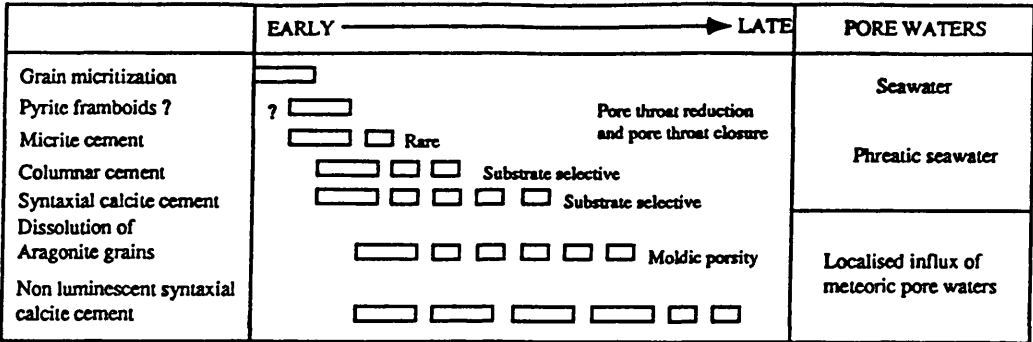 EARLY LATE PORE WATERS
Grain micritization
Seawater
Pyrite framboids ? ? Pore throat reduction
and pore throat closure
Micrite cement Rare
Phreatic seawater
Columnar cement Substrate selective
Syntaxial calcite cement Substrate selective
Dissolution of
Aragonite grains Moldic porsity
Localised influx of
meteoric pore waters
Non luminescent syntaxial
calcite cement